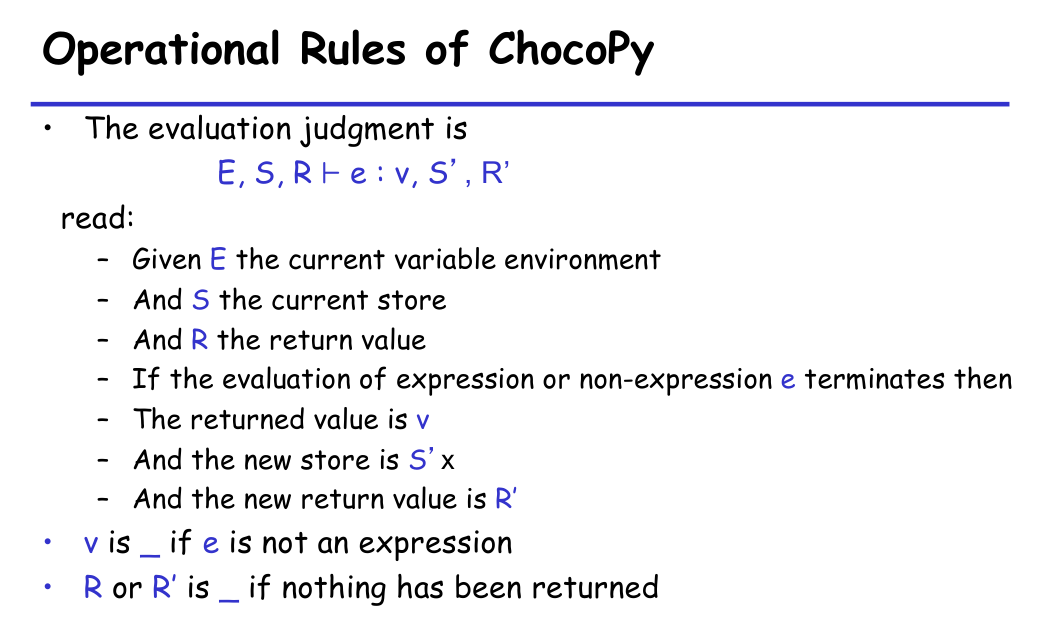 Operational Rules of ChocoPy
• The evaluation judgment is
E, S, R ⊢ e : v, S’ , R’
read:
– Given E the current variable environment
– And S the current store
– And R the return value
– If the evaluation of expression or non-expression e terminates then
– The returned value is v
– And the new store is S’ x
– And the new return value is R’
• v is _ if e is not an expression
• R or R’ is _ if nothing has been returned